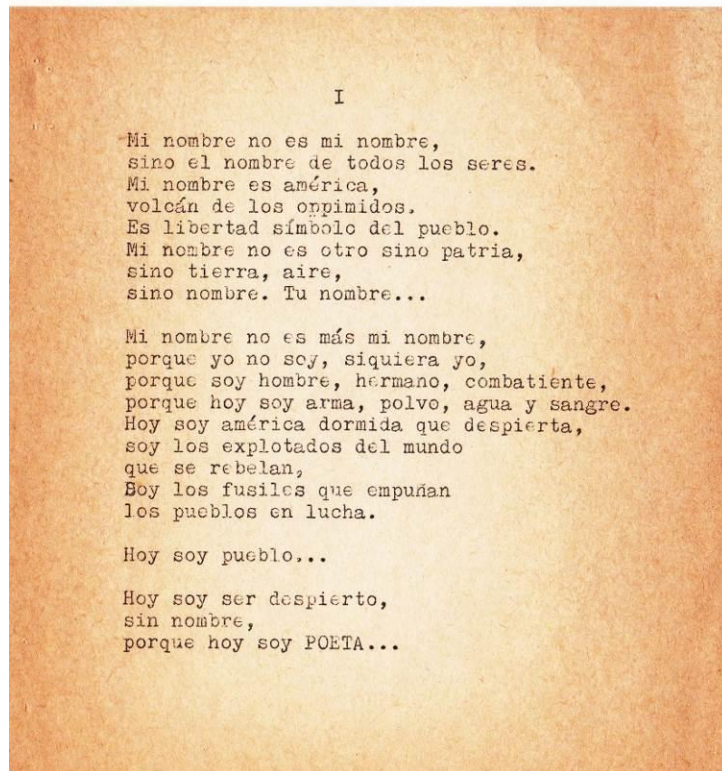 I
Mi nombre no es mi nombre,
sino el nombre de todos los seres.
Mi nombre es américa,
volcán de los onpimidos.
Es libertad símbolo del pueblo.
Mi nombre no es otro sino patria,
sino tierra, aire,
sino nombre. Tu nombre...
Mi nombre no es más mi nombre,
porque yo no soy, siquiera yo,
porque soy hombre, hermano, combatiente,
porque hoy soy arma, polvo, agua y sangre.
Hoy soy américa dormida que despierta,
soy los explotados del mundo
que se rebelan,
Soy los fusiles que empuñan
los pueblos en lucha.
Hoy soy pueblo...
Hoy soy ser despierto,
sin nombre,
porque hoy soy POETA...